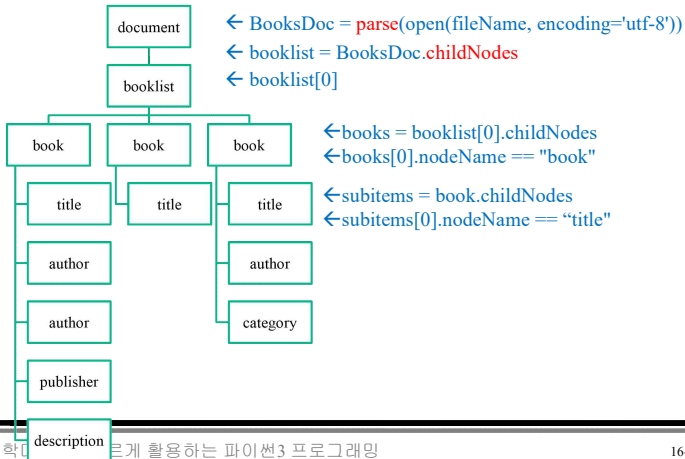 document
← BooksDoc = parse(open(fileName, encoding='utf-8'))
← booklist = BooksDoc.childNodes
booklist
← booklist[0]
book
book
book
←books = booklist[0].childNodes
←books[0].nodeName == "book"
title
title
title
←subitems = book.childNodes
←subitems[0].nodeName == “title"
author
author
author
category
publisher
description
게 활용하는 파이썬3 프로그래밍
16